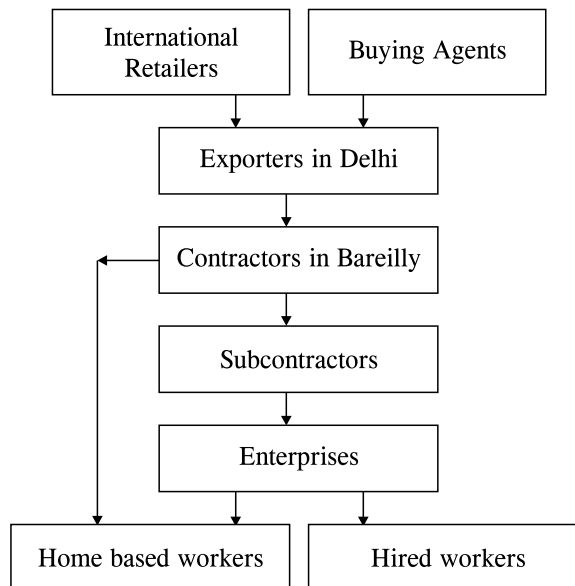 International
Retailers
Buying Agents
Exporters in Delhi
Contractors in Bareilly
Subcontractors
Enterprises
Home based workers
Hired workers